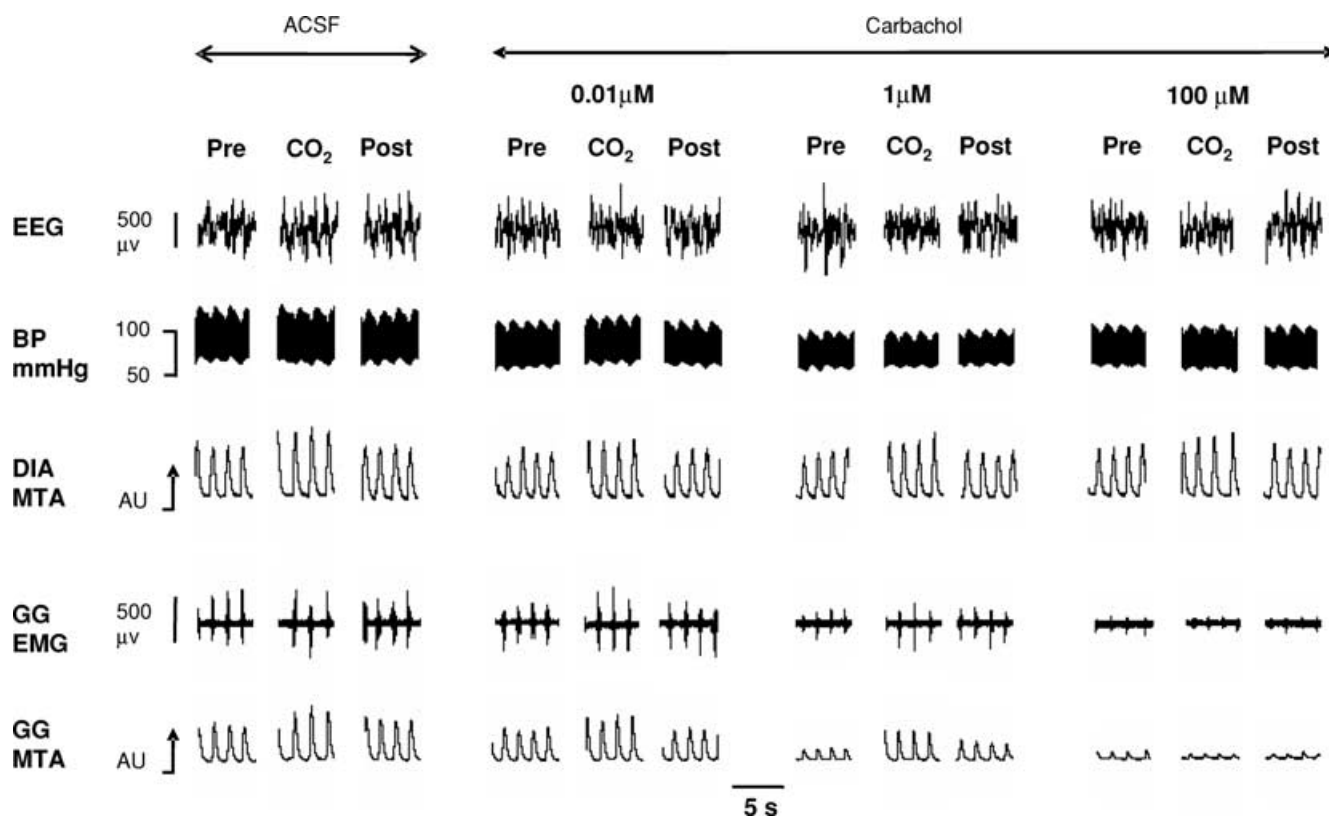 ACSF Carbachol
0.01μM 1μM 100 μM
Pre CO2 Post Pre CO2 Post Pre CO2 Post Pre CO2 Post
EEG 500
μv
BP 100
mmHg 50
DIA
MTA AU
GG 500
EMG μv
GG
MTA AU
5 s